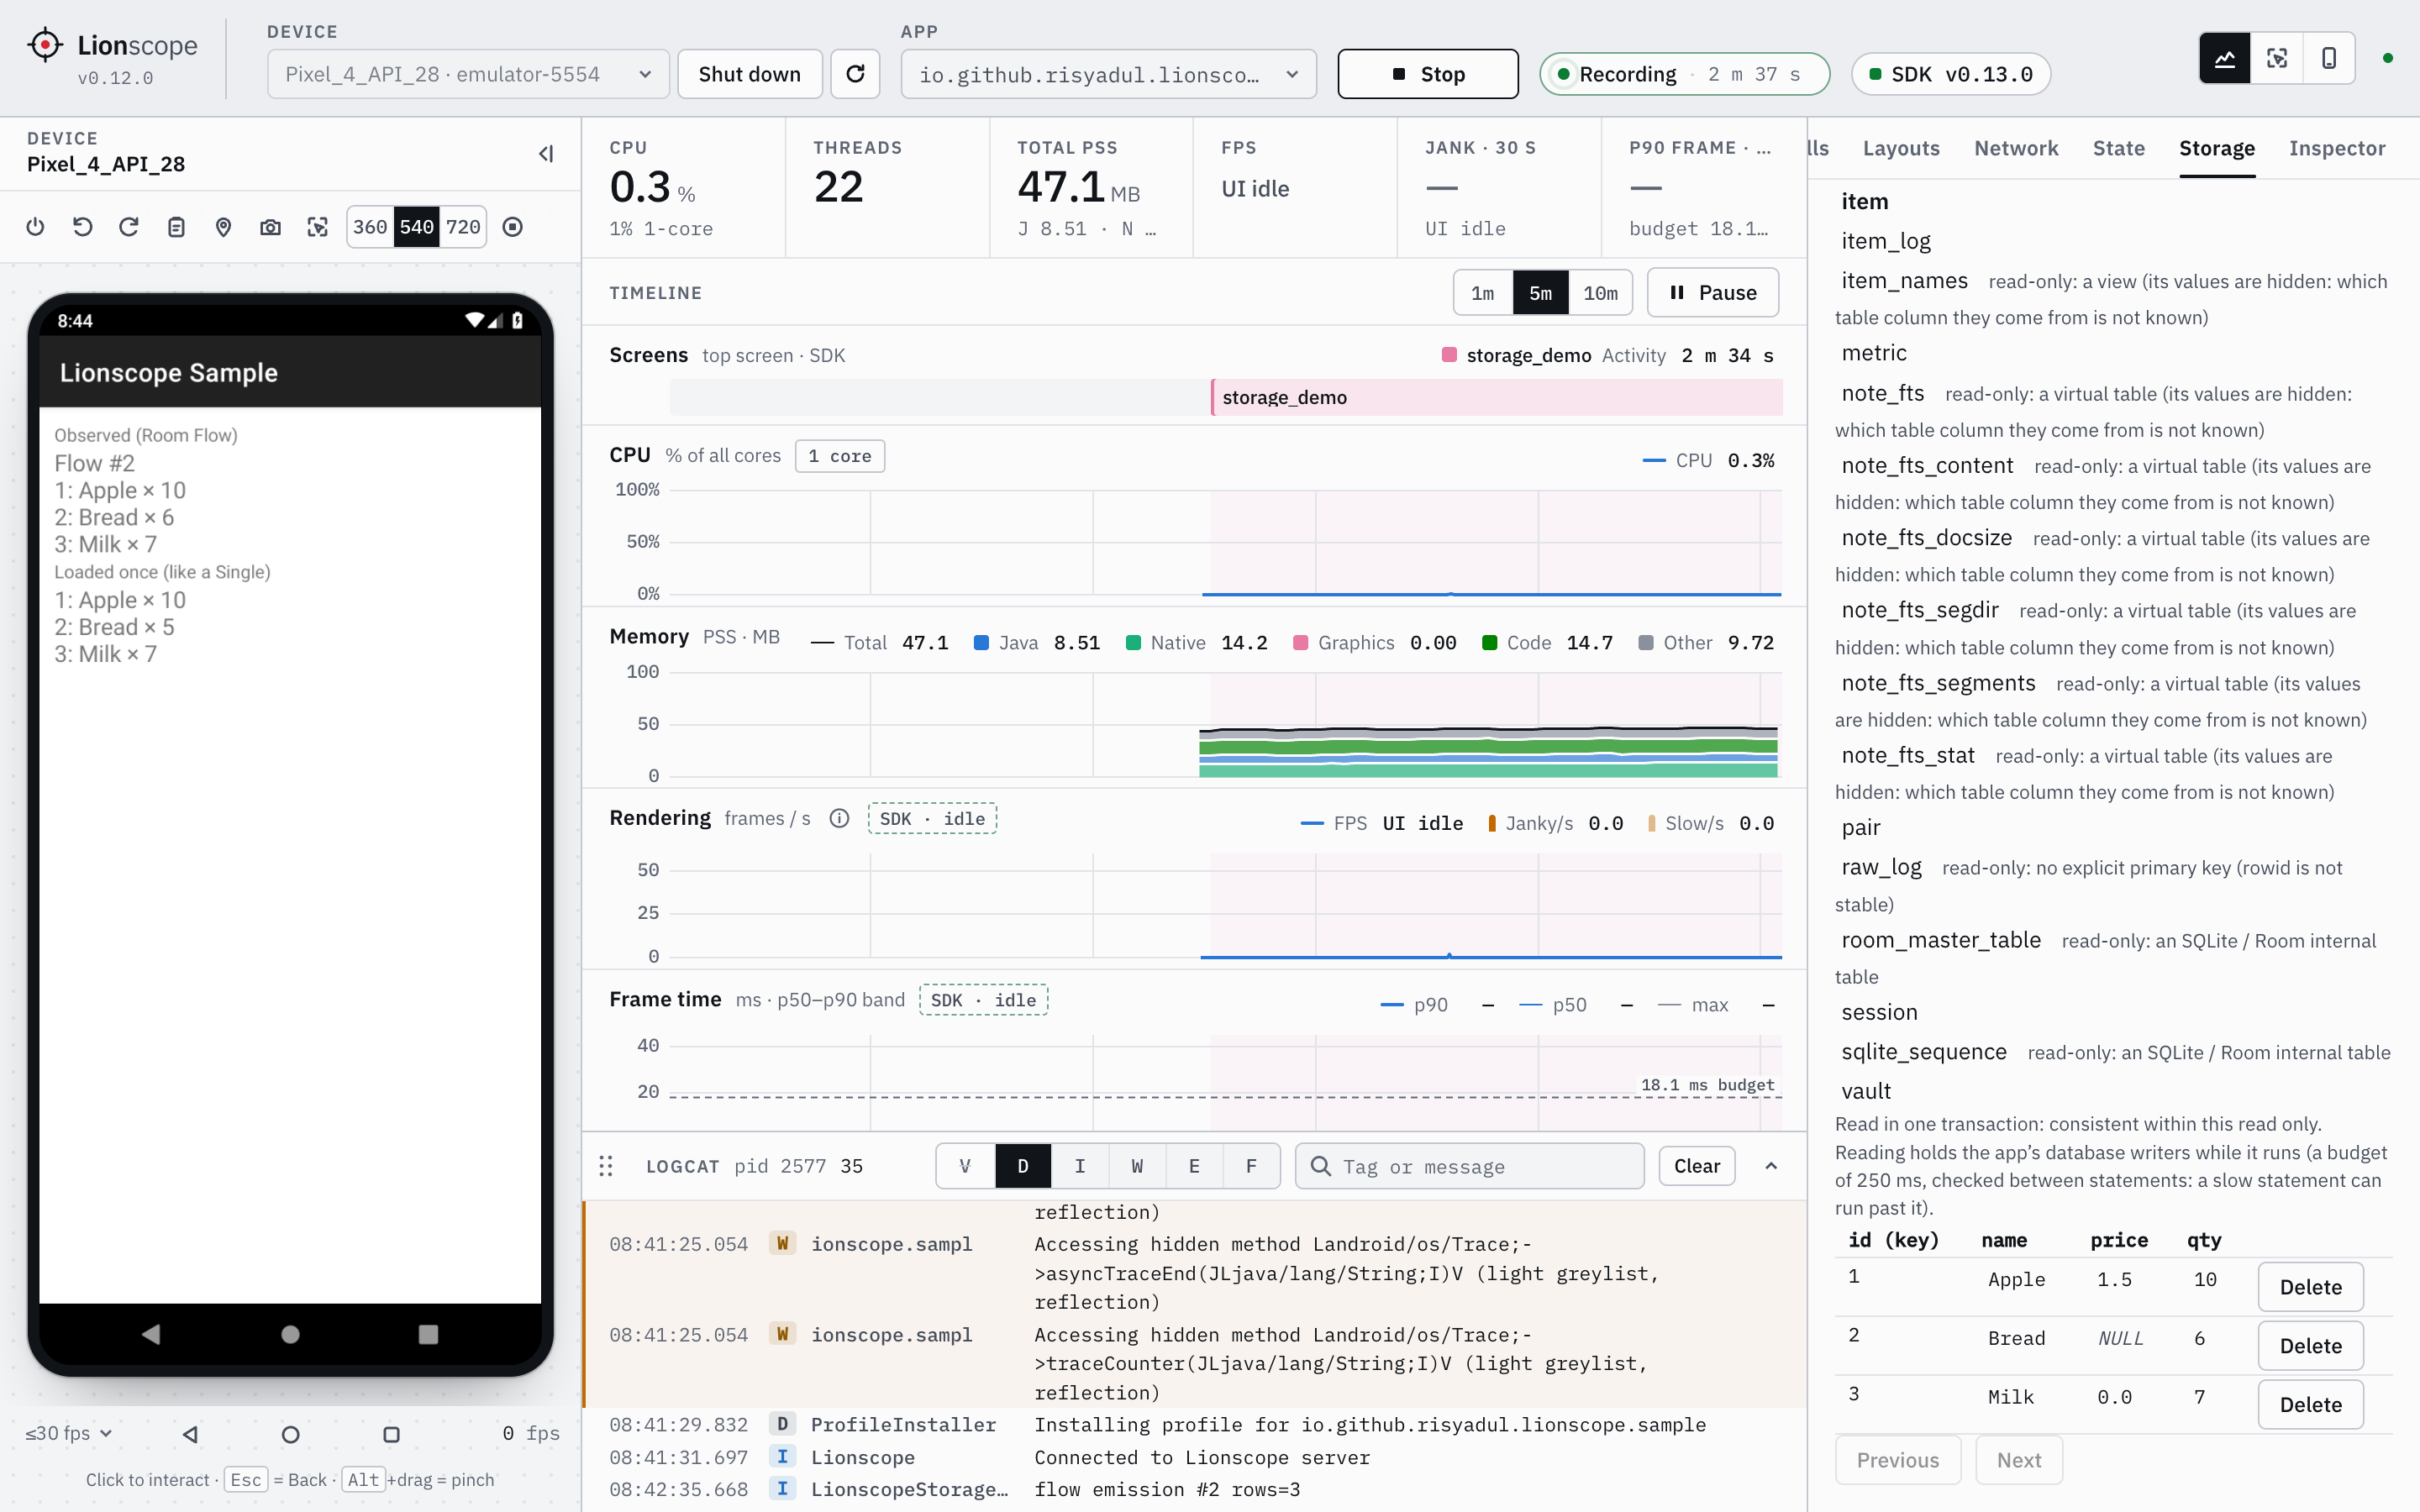 Lionscope
v0.12.0
DEVICE
Pixel_4_API_28 · emulator-5554
Shut down
APP
io.github.risyadul.lionsco…
Stop
Recording · 2 m 37 s
SDK v0.13.0
DEVICE
Pixel_4_API_28
360 540 720
8:44
Lionscope Sample
Observed (Room Flow)
Flow #2
1: Apple × 10
2: Bread × 6
3: Milk × 7
Loaded once (like a Single)
1: Apple × 10
2: Bread × 5
3: Milk × 7
≤30 fps
0 fps
Click to interact · Esc = Back · Alt +drag = pinch
CPU
0.3 %
1% 1-core
THREADS
22
TOTAL PSS
47.1 MB
J 8.51 · N …
FPS
UI idle
JANK · 30 S
—
UI idle
P90 FRAME · …
—
budget 18.1…
TIMELINE
1m 5m 10m
Pause
Screens top screen · SDK
storage_demo Activity 2 m 34 s
storage_demo
CPU % of all cores 1 core
CPU 0.3%
100%
50%
0%
Memory PSS · MB
Total 47.1 Java 8.51 Native 14.2 Graphics 0.00 Code 14.7 Other 9.72
100
50
0
Rendering frames / s SDK · idle
FPS UI idle Janky/s 0.0 Slow/s 0.0
50
25
0
Frame time ms · p50–p90 band SDK · idle
p90 – p50 – max –
40
20
18.1 ms budget
LOGCAT pid 2577 35
V D I W E F
Tag or message
Clear
reflection)
08:41:25.054 W ionscope.sampl Accessing hidden method Landroid/os/Trace;-
>asyncTraceEnd(JLjava/lang/String;I)V (light greylist,
reflection)
08:41:25.054 W ionscope.sampl Accessing hidden method Landroid/os/Trace;-
>traceCounter(JLjava/lang/String;I)V (light greylist,
reflection)
08:41:29.832 D ProfileInstaller Installing profile for io.github.risyadul.lionscope.sample
08:41:31.697 I Lionscope Connected to Lionscope server
08:42:35.668 I LionscopeStorage… flow emission #2 rows=3
lls Layouts Network State Storage Inspector
item
item_log
item_names read-only: a view (its values are hidden: which
table column they come from is not known)
metric
note_fts read-only: a virtual table (its values are hidden:
which table column they come from is not known)
note_fts_content read-only: a virtual table (its values are
hidden: which table column they come from is not known)
note_fts_docsize read-only: a virtual table (its values are
hidden: which table column they come from is not known)
note_fts_segdir read-only: a virtual table (its values are
hidden: which table column they come from is not known)
note_fts_segments read-only: a virtual table (its values
are hidden: which table column they come from is not known)
note_fts_stat read-only: a virtual table (its values are
hidden: which table column they come from is not known)
pair
raw_log read-only: no explicit primary key (rowid is not
stable)
room_master_table read-only: an SQLite / Room internal
table
session
sqlite_sequence read-only: an SQLite / Room internal table
vault
Read in one transaction: consistent within this read only.
Reading holds the app’s database writers while it runs (a budget
of 250 ms, checked between statements: a slow statement can
run past it).
id (key) name price qty
1 Apple 1.5 10 Delete
2 Bread NULL 6 Delete
3 Milk 0.0 7 Delete
Previous Next